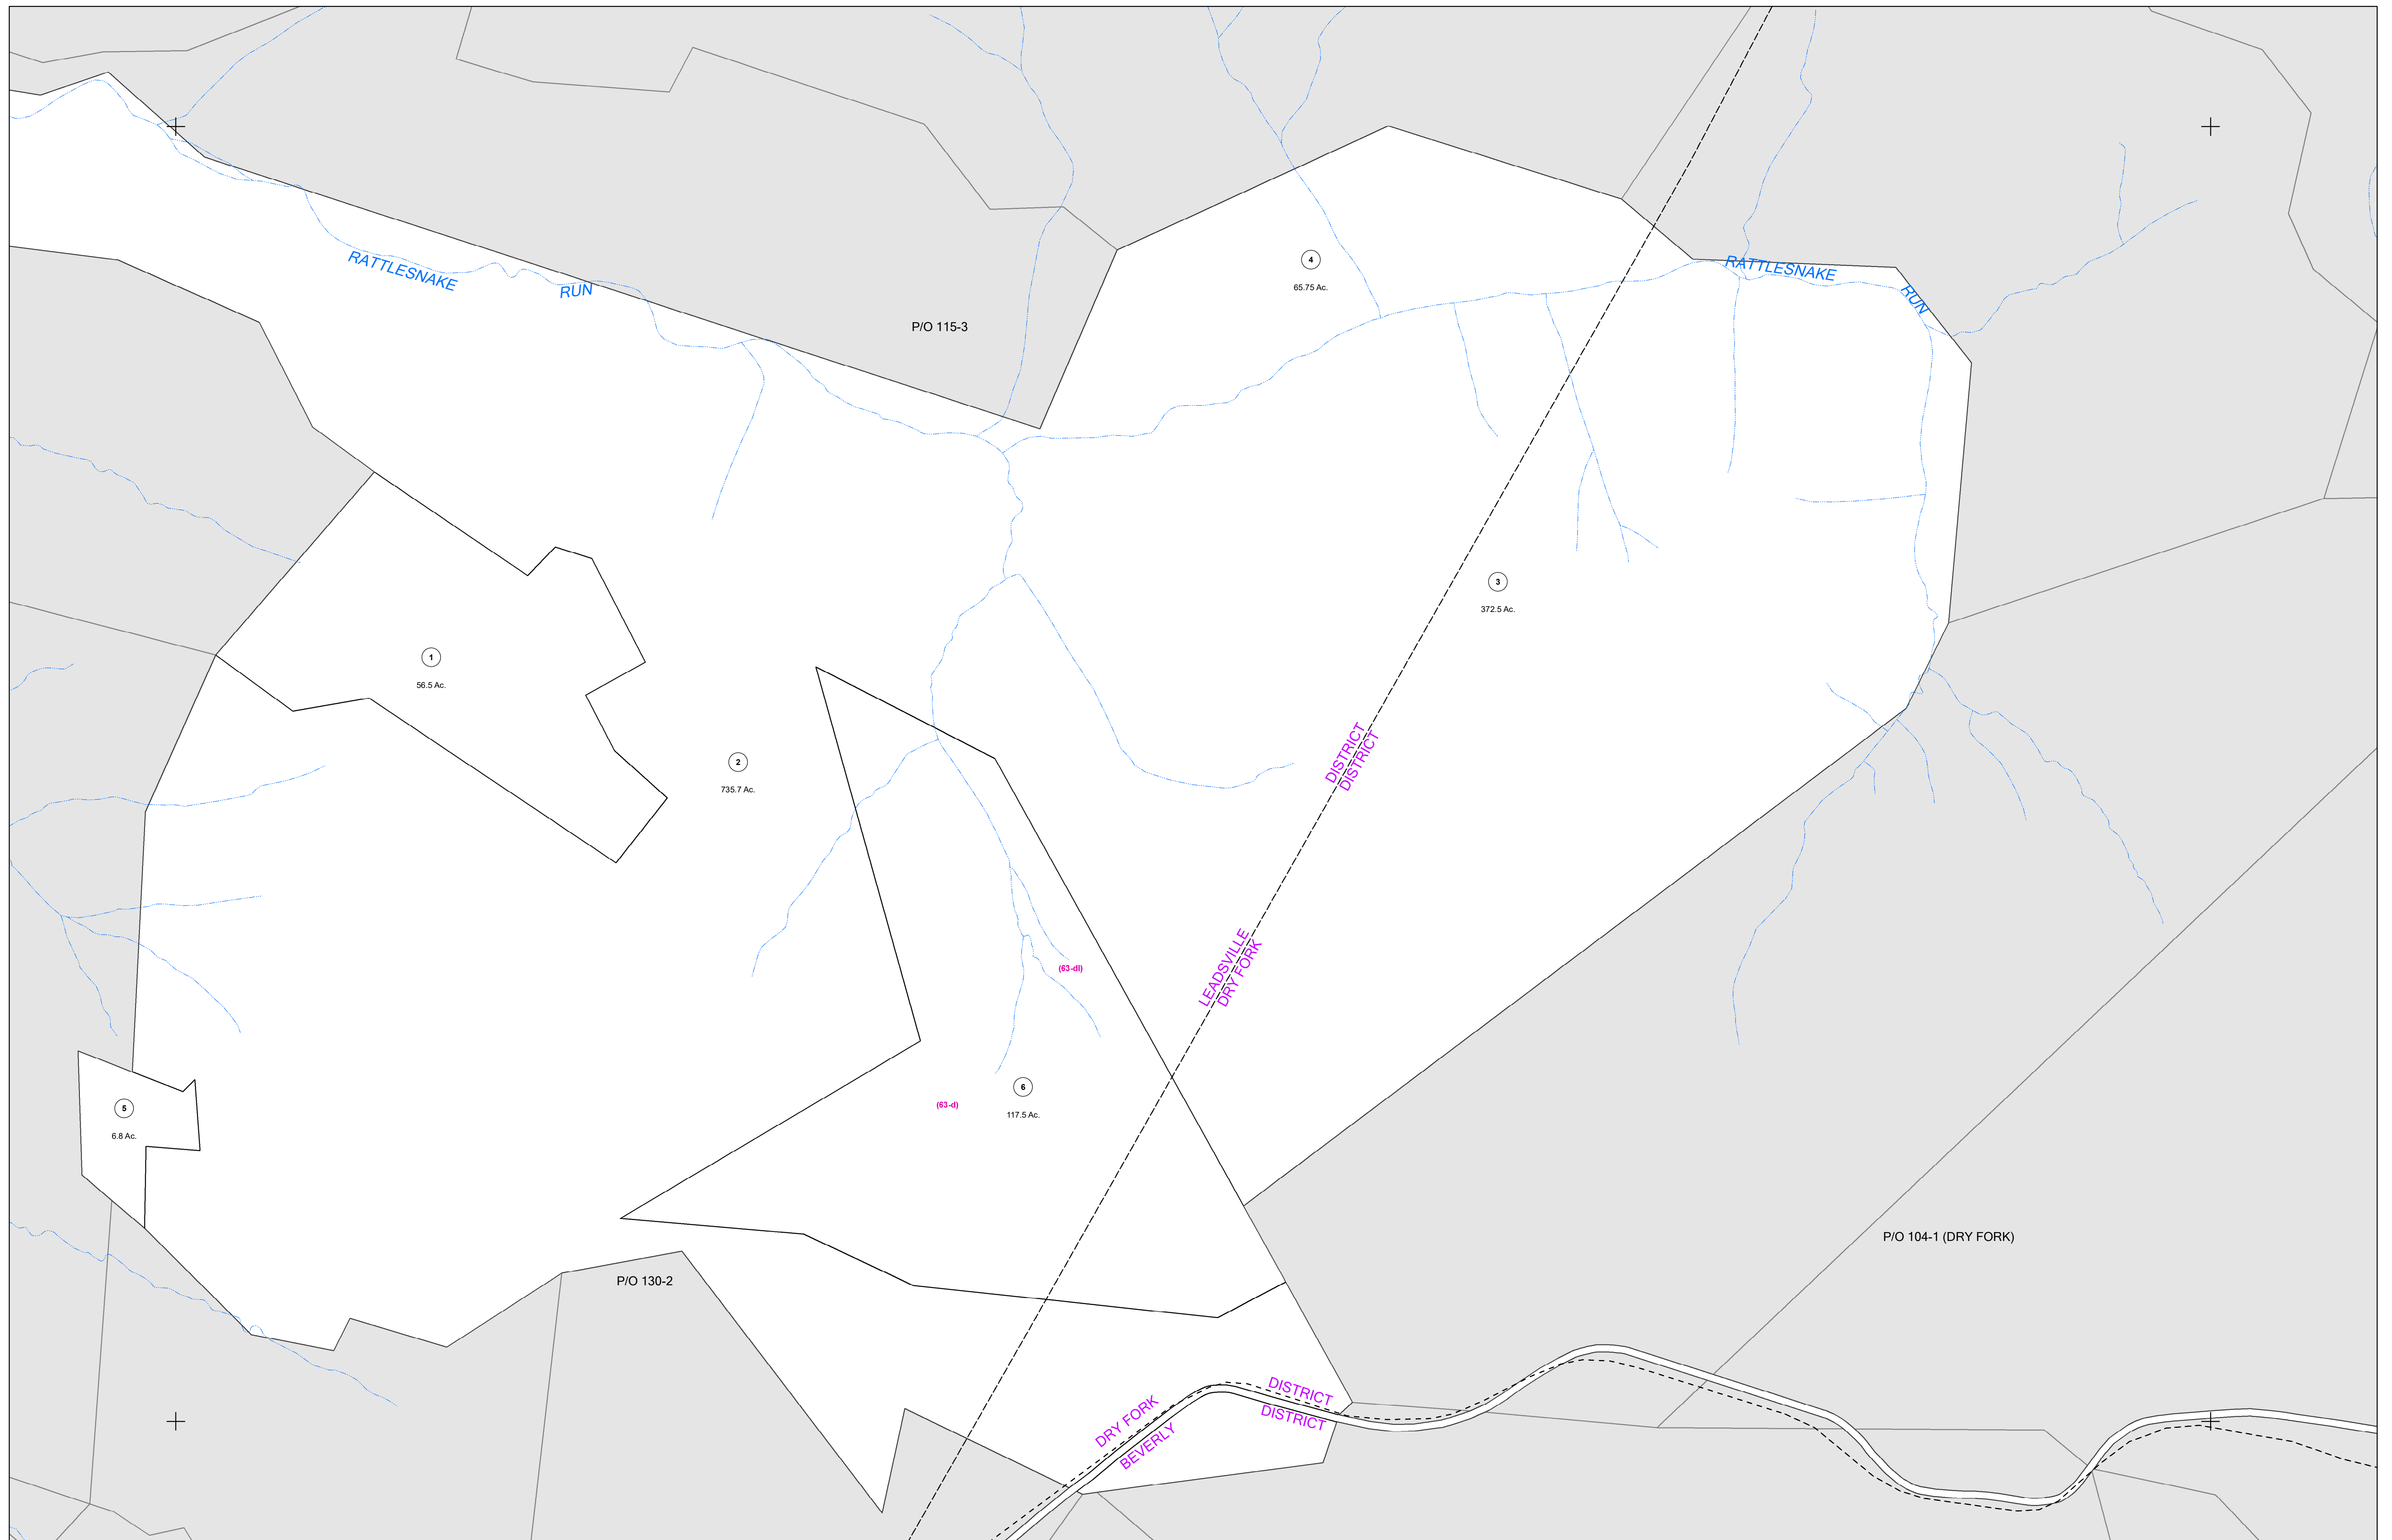 RATTLESNAKE
RUN
4
65.75 Ac.
RATTLESNAKE
RUN
P/O 115-3
3
372.5 Ac.
1
56.5 Ac.
2
735.7 Ac.
DISTRICT
DISTRICT
LEADSVILLE
DRY FORK
(63-dl)
(63-d)
6
117.5 Ac.
5
6.8 Ac.
P/O 104-1 (DRY FORK)
P/O 130-2
DRY FORK
DISTRICT
BEVERLY
DISTRICT